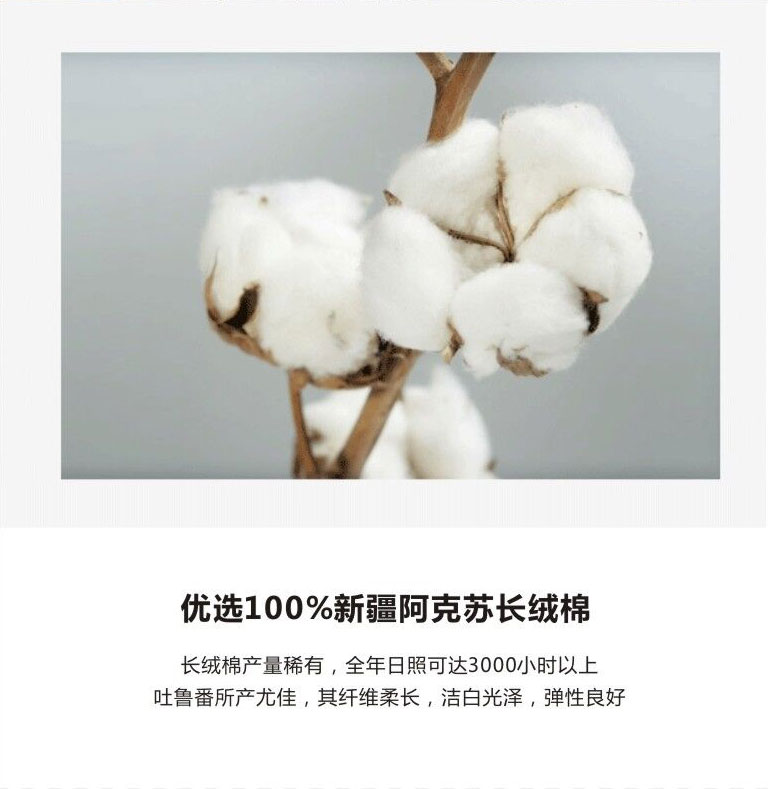 优选100%新疆阿克苏长绒棉
长绒棉产量稀有，全年日照可达3000小时以上
吐鲁番所产尤佳，其纤维柔长，洁白光泽，弹性良好